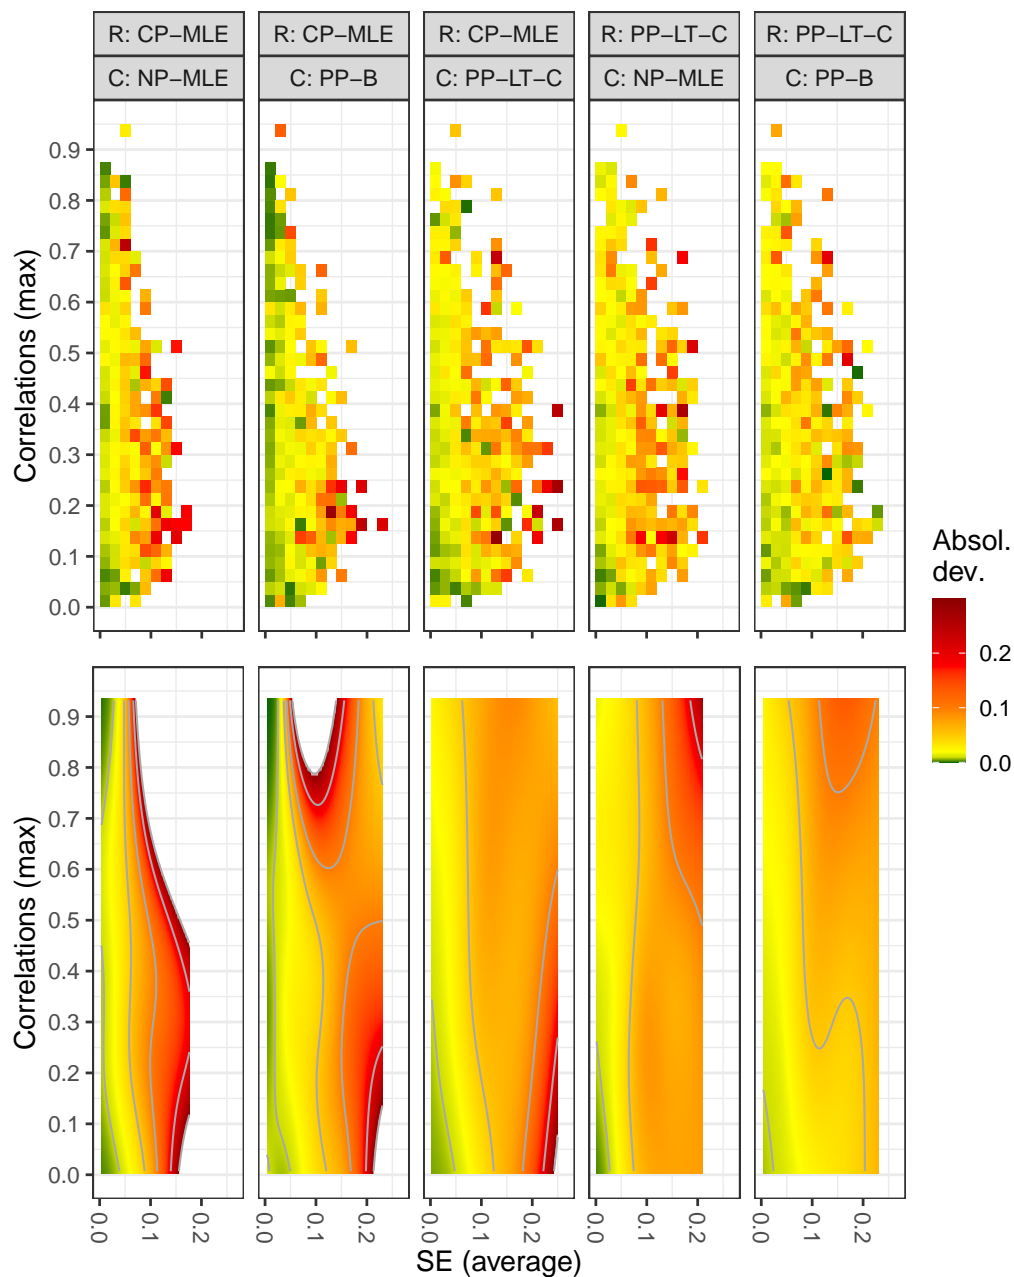 R: CP−MLE R: CP−MLE R: CP−MLE R: PP−LT−C R: PP−LT−C
C: NP−MLE C: PP−B C: PP−LT−C C: NP−MLE C: PP−B
Correlations (max)
0.9
0.8
0.7
0.6
0.5
0.4
0.3
0.2
0.1
0.0
Absol.
dev.
0.2
0.1
0.0
Correlations (max)
0.9
0.8
0.7
0.6
0.5
0.4
0.3
0.2
0.1
0.0
0.0 0.1 0.2 0.0 0.1 0.2 0.0 0.1 0.2 0.0 0.1 0.2 0.0 0.1 0.2
SE (average)